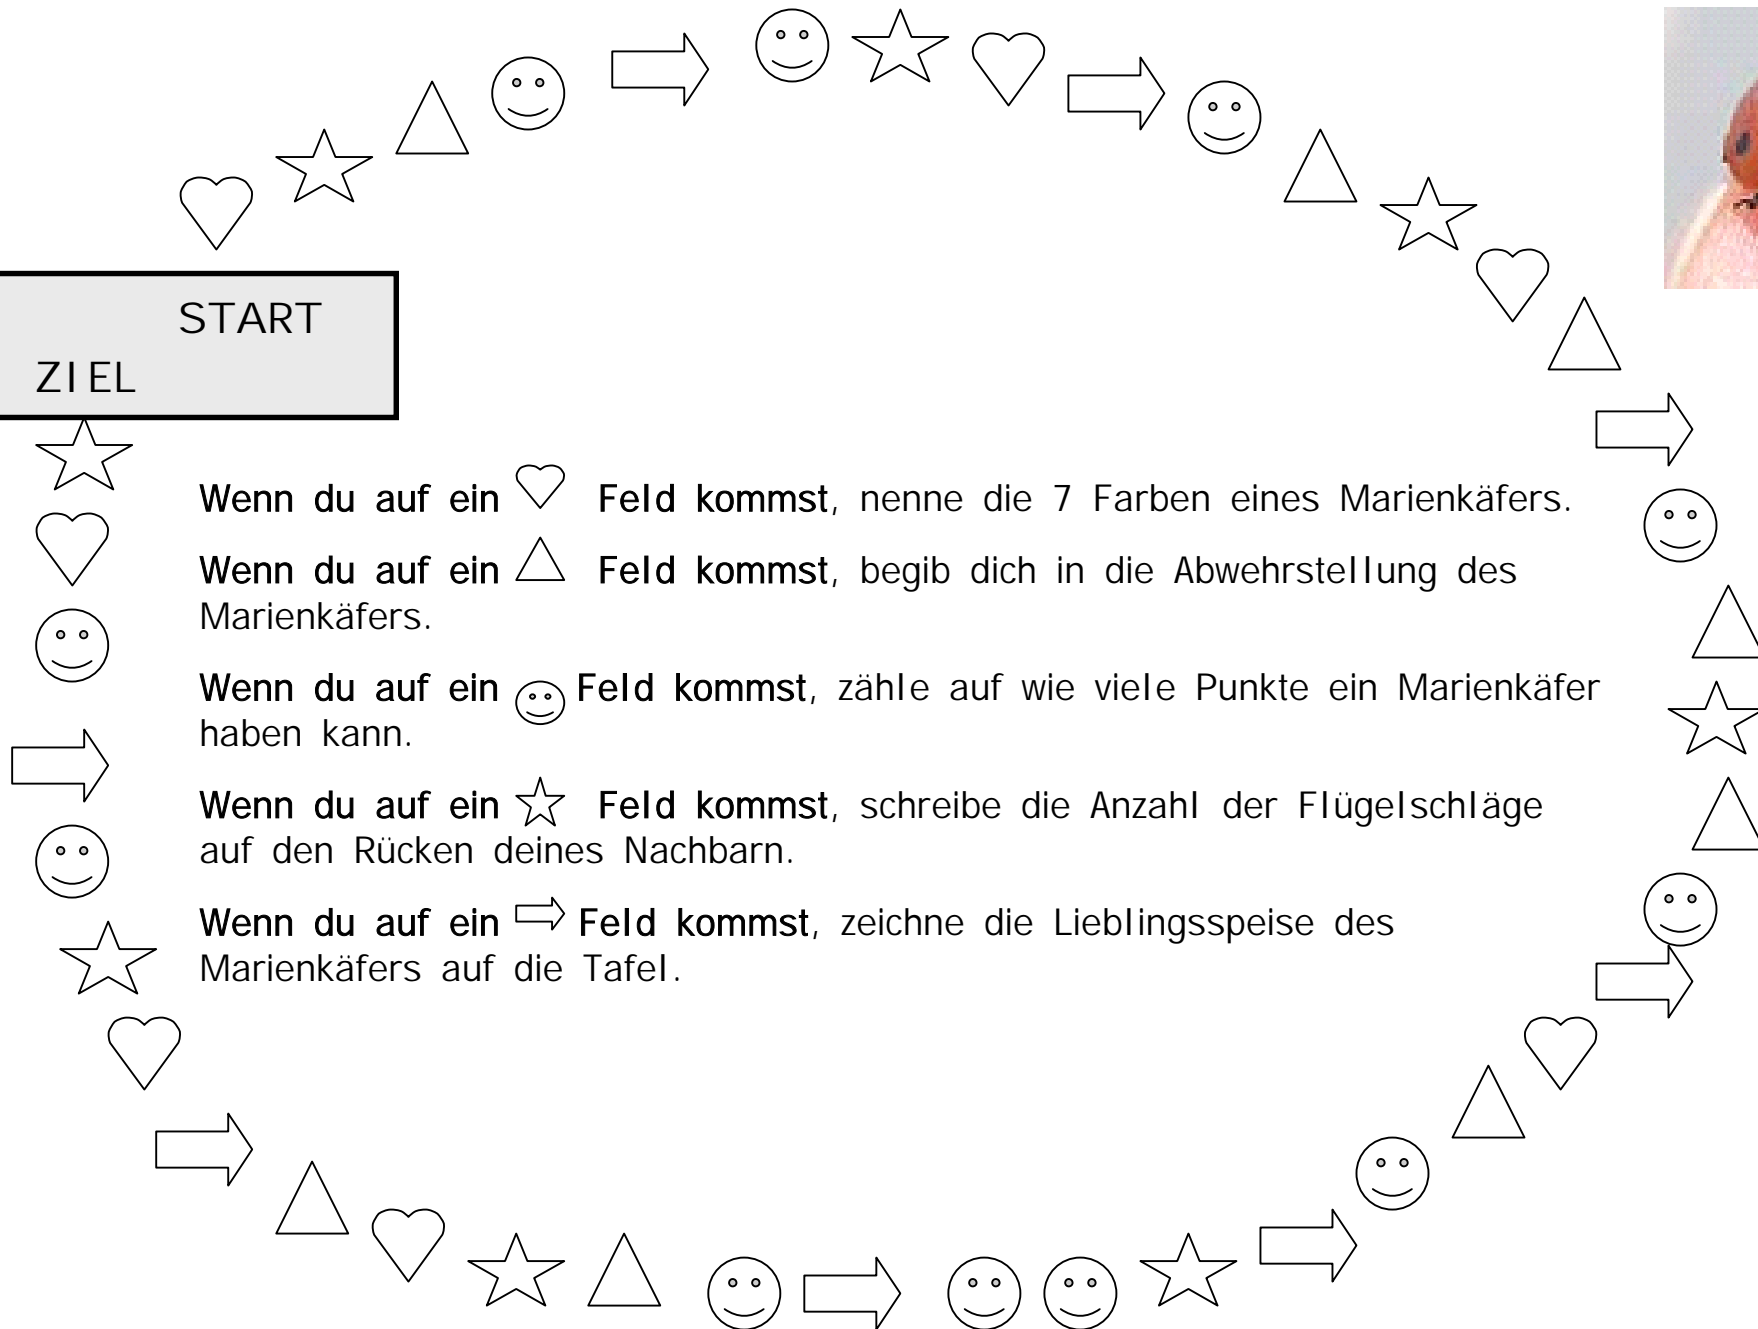 START
ZIEL
Wenn du auf ein Feld kommst, nenne die 7 Farben eines Marienkäfers.
Wenn du auf ein Feld kommst, begib dich in die Abwehrstellung des
Marienkäfers.
Wenn du auf ein Feld kommst, zähle auf wie viele Punkte ein Marienkäfer
haben kann.
Wenn du auf ein Feld kommst, schreibe die Anzahl der Flügelschläge
auf den Rücken deines Nachbarn.
Wenn du auf ein Feld kommst, zeichne die Lieblingsspeise des
Marienkäfers auf die Tafel.